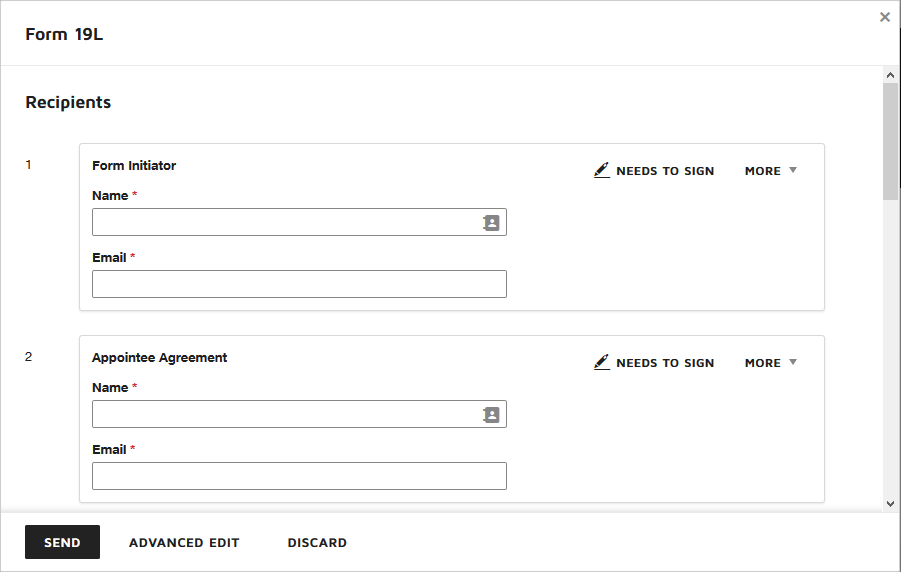 Form 19L
Recipients
1
Form Initiator
NEEDS TO SIGN
MORE
Name *
Email *
2
Appointee Agreement
NEEDS TO SIGN
MORE
Name *
Email *
SEND
ADVANCED EDIT
DISCARD